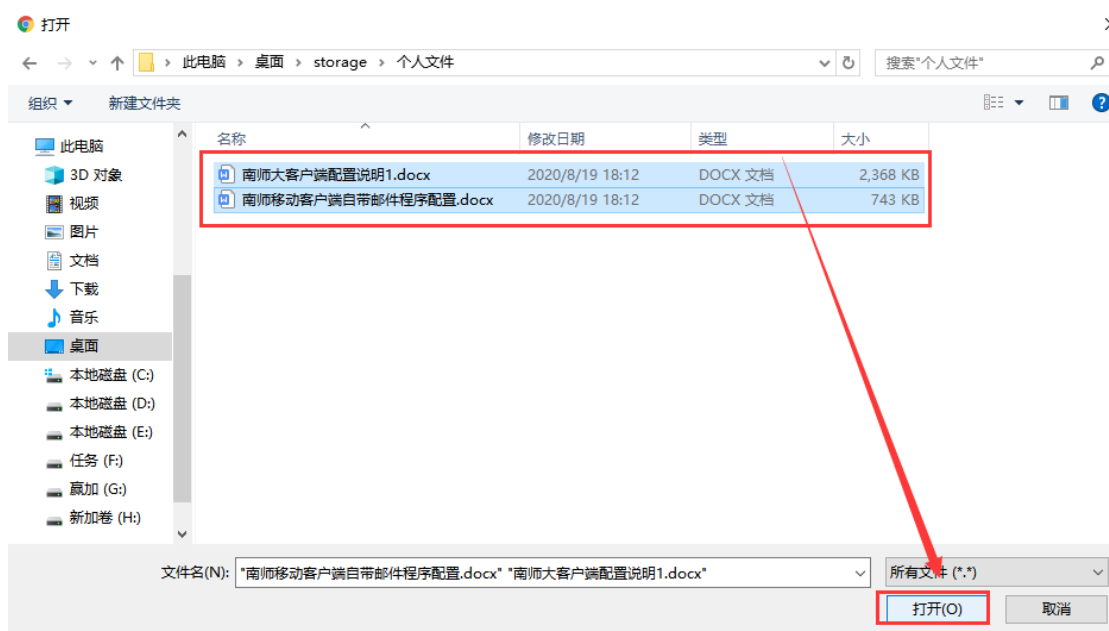 打开
此电脑 › 桌面 › storage › 个人文件
搜索"个人文件"
组织 新建文件夹
名称 修改日期 类型 大小
南师大客户端配置说明1.docx 2020/8/19 18:12 DOCX 文档 2,368 KB
南师移动客户端自带邮件程序配置.docx 2020/8/19 18:12 DOCX 文档 743 KB
此电脑
3D 对象
视频
图片
文档
下载
音乐
桌面
本地磁盘 (C:)
本地磁盘 (D:)
本地磁盘 (E:)
任务 (F:)
赢加 (G:)
新加卷 (H:)
文件名(N): "南师移动客户端自带邮件程序配置.docx" "南师大客户端配置说明1.docx"
所有文件 (*.*)
打开(O) 取消